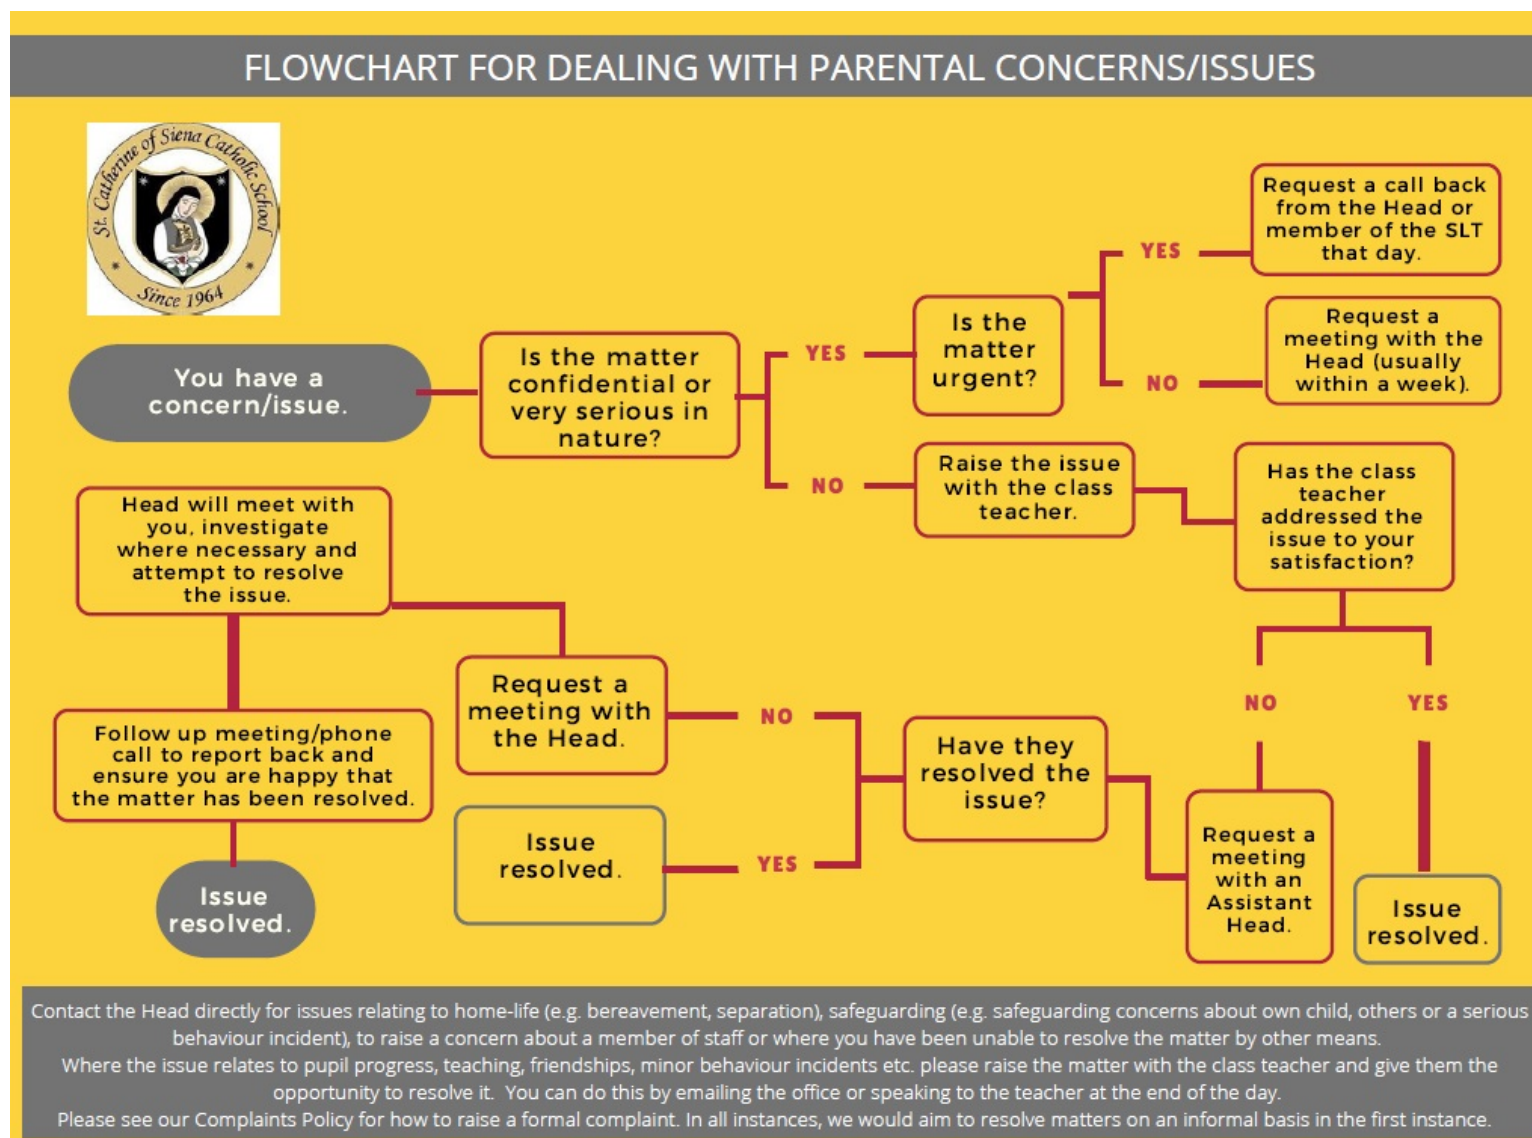 FLOWCHART FOR DEALING WITH PARENTAL CONCERNS/ISSUES
St. Catherine of Siena Catholic School
Since 1964
You have a
concern/issue.
Is the matter
confidential or
very serious in
nature?
YES
Is the
matter
urgent?
YES
Request a call back
from the Head or
member of the SLT
that day.
NO
Request a
meeting with the
Head (usually
within a week).
NO
Raise the issue
with the class
teacher.
Has the class
teacher
addressed the
issue to your
satisfaction?
NO
YES
Issue
resolved.
Request a
meeting
with an
Assistant
Head.
Have they
resolved the
issue?
NO
YES
Issue
resolved.
Request a
meeting with
the Head.
Head will meet with
you, investigate
where necessary and
attempt to resolve
the issue.
Follow up meeting/phone
call to report back and
ensure you are happy that
the matter has been resolved.
Issue
resolved.
Contact the Head directly for issues relating to home-life (e.g. bereavement, separation), safeguarding (e.g. safeguarding concerns about own child, others or a serious
behaviour incident), to raise a concern about a member of staff or where you have been unable to resolve the matter by other means.
Where the issue relates to pupil progress, teaching, friendships, minor behaviour incidents etc. please raise the matter with the class teacher and give them the
opportunity to resolve it. You can do this by emailing the office or speaking to the teacher at the end of the day.
Please see our Complaints Policy for how to raise a formal complaint. In all instances, we would aim to resolve matters on an informal basis in the first instance.